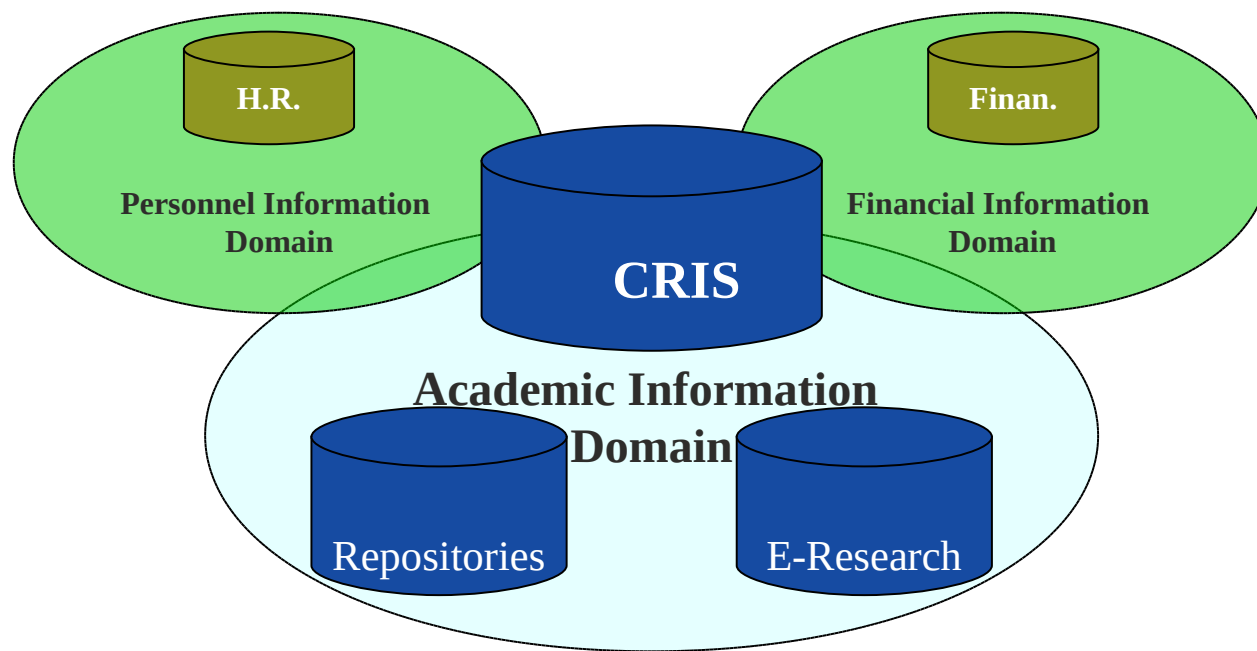 H.R.
Finan.
Personnel Information
Domain
Financial Information
Domain
CRIS
Academic Information
Domain
Repositories
E-Research